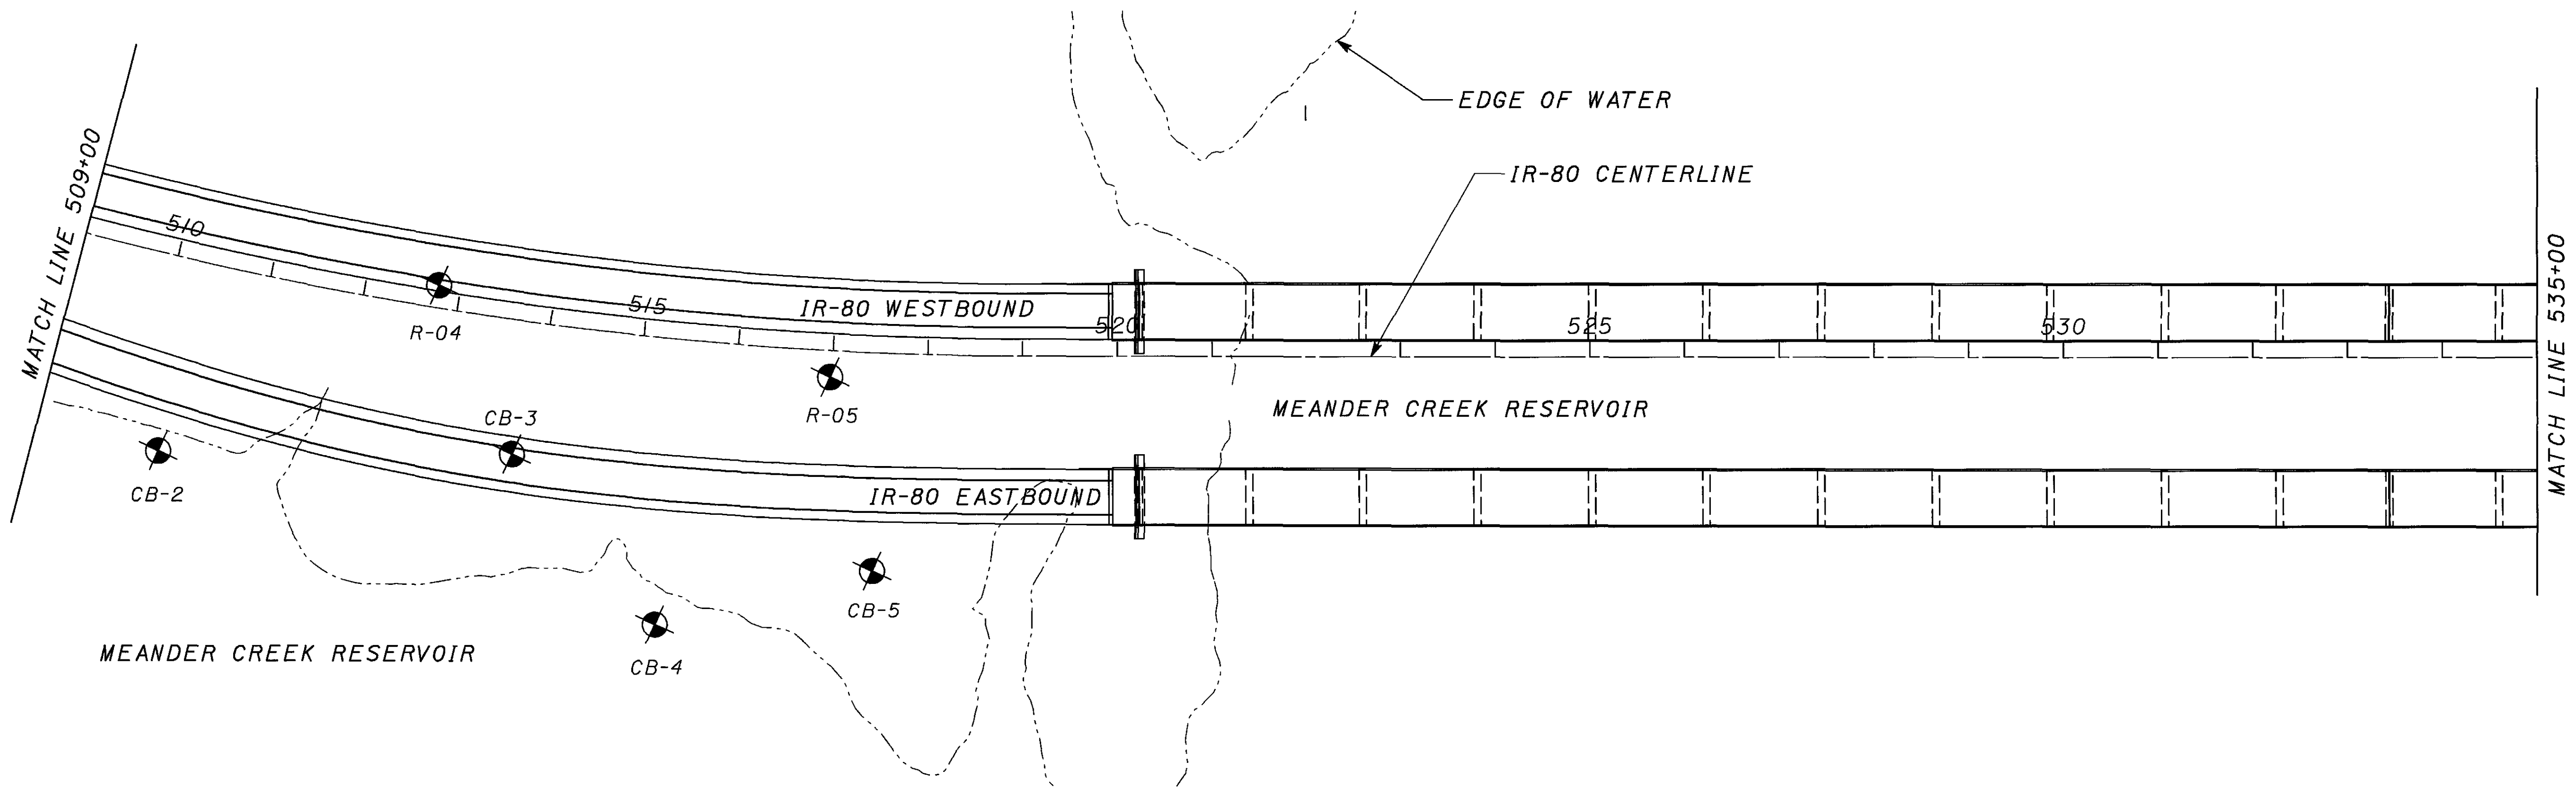 EDGE OF WATER
IR-80 CENTERLINE
MATCH LINE 509+00
510
515
IR-80 WESTBOUND
520
525
530
MATCH LINE 535+00
R-04
R-05
MEANDER CREEK RESERVOIR
CB-3
CB-2
IR-80 EASTBOUND
CB-5
MEANDER CREEK RESERVOIR
CB-4